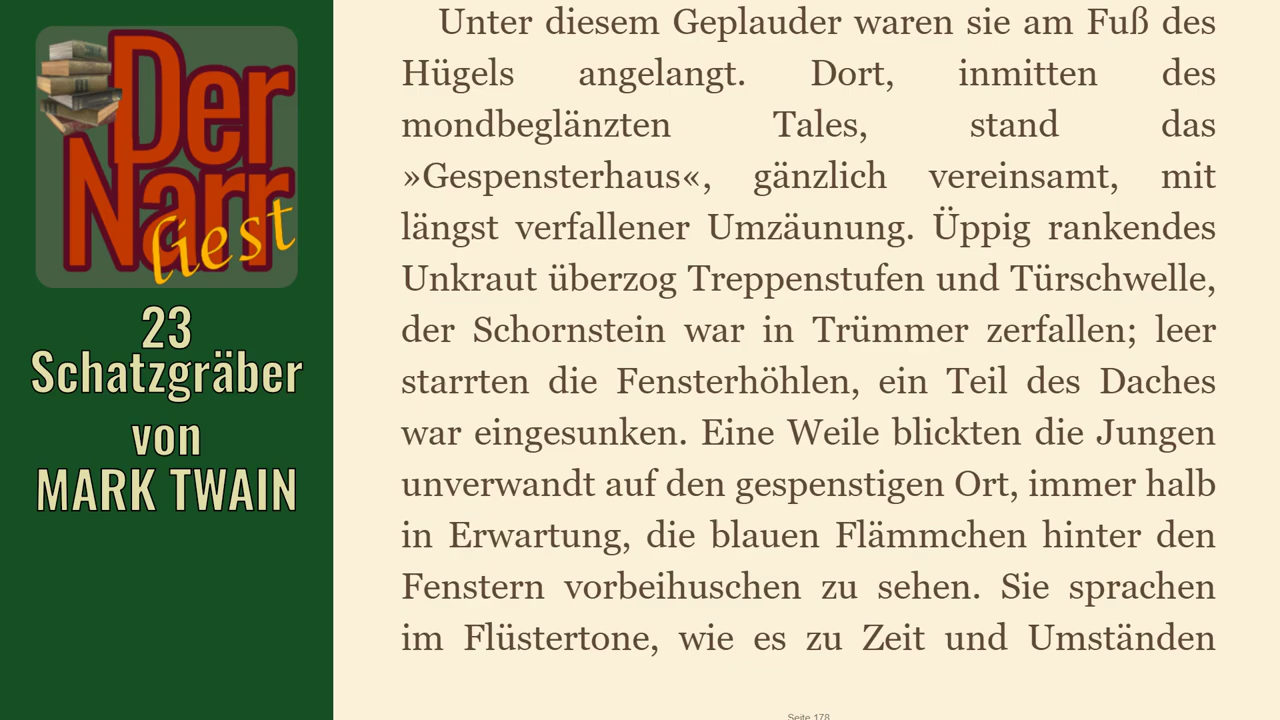 Der
Narr
liest
23
Schatzgräber
von
MARK TWAIN
Unter diesem Geplauder waren sie am Fuß des
Hügels angelangt. Dort, inmitten des
mondbeglänzten Tales, stand das
»Gespensterhaus«, gänzlich vereinsamt, mit
längst verfallener Umzäunung. Üppig rankendes
Unkraut überzog Treppenstufen und Türschwelle,
der Schornstein war in Trümmer zerfallen; leer
starrten die Fensterhöhlen, ein Teil des Daches
war eingesunken. Eine Weile blickten die Jungen
unverwandt auf den gespenstigen Ort, immer halb
in Erwartung, die blauen Flämmchen hinter den
Fenstern vorbeihuschen zu sehen. Sie sprachen
im Flüstertone, wie es zu Zeit und Umständen
Seite 178